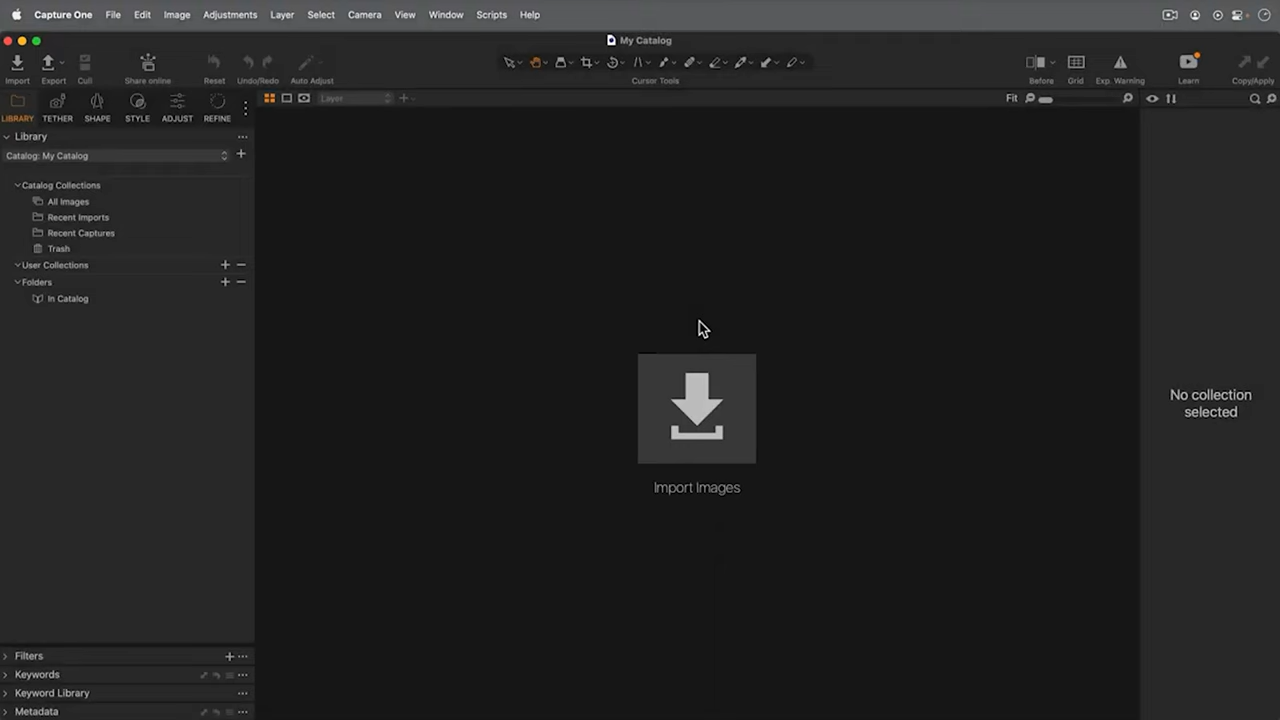 Capture One File Edit Image Adjustments Layer Select Camera View Window Scripts Help
My Catalog
Import Export Cull Share online Reset Undo/Redo Auto Adjust Cursor Tools Before Grid Exp. Warning Learn Copy/Apply
LIBRARY TETHER SHAPE STYLE ADJUST REFINE
Layer
Fit
Library
Catalog: My Catalog
Catalog Collections
All Images
Recent Imports
Recent Captures
Trash
User Collections
Folders
In Catalog
Import Images
No collection
selected
Filters
Keywords
Keyword Library
Metadata